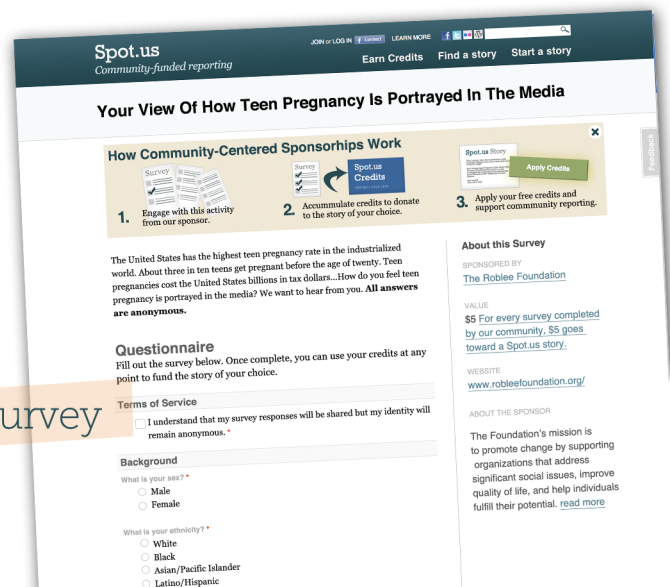 Spot.us
Community-funded reporting
JOIN or LOG IN Connect LEARN MORE
Earn Credits Find a story Start a story
Your View Of How Teen Pregnancy Is Portrayed In The Media
Feedback
How Community-Centered Sponsorhips Work
Survey
1. Engage with this activity
from our sponsor.
Survey
Spot.us
Credits
2. Accummulate credits to donate
to the story of your choice.
Spot.us Story
Apply Credits
3. Apply your free credits and
support commmunity reporting.
The United States has the highest teen pregnancy rate in the industrialized
world. About three in ten teens get pregnant before the age of twenty. Teen
pregnancies cost the United States billions in tax dollars...How do you feel teen
pregnancy is portrayed in the media? We want to hear from you. All answers
are anonymous.
Questionnaire
Fill out the survey below. Once complete, you can use your credits at any
point to fund the story of your choice.
urvey
Terms of Service
I understand that my survey responses will be shared but my identity will
remain anonymous. *
Background
What is your sex? *
Male
Female
What is your ethnicity? *
White
Black
Asian/Pacific Islander
Latino/Hispanic
About this Survey
SPONSORED BY
The Roblee Foundation
VALUE
$5 For every survey completed
by our community, $5 goes
toward a Spot.us story.
WEBSITE
www.robleefoundation.org/
ABOUT THE SPONSOR
The Foundation's mission is
to promote change by supporting
organizations that address
significant social issues, improve
quality of life, and help individuals
fulfill their potential. read more